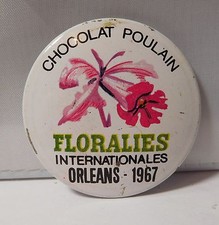 CHOCOLAT POULAIN
FLORALIES
INTERNATIONALES
ORLEANS - 1967